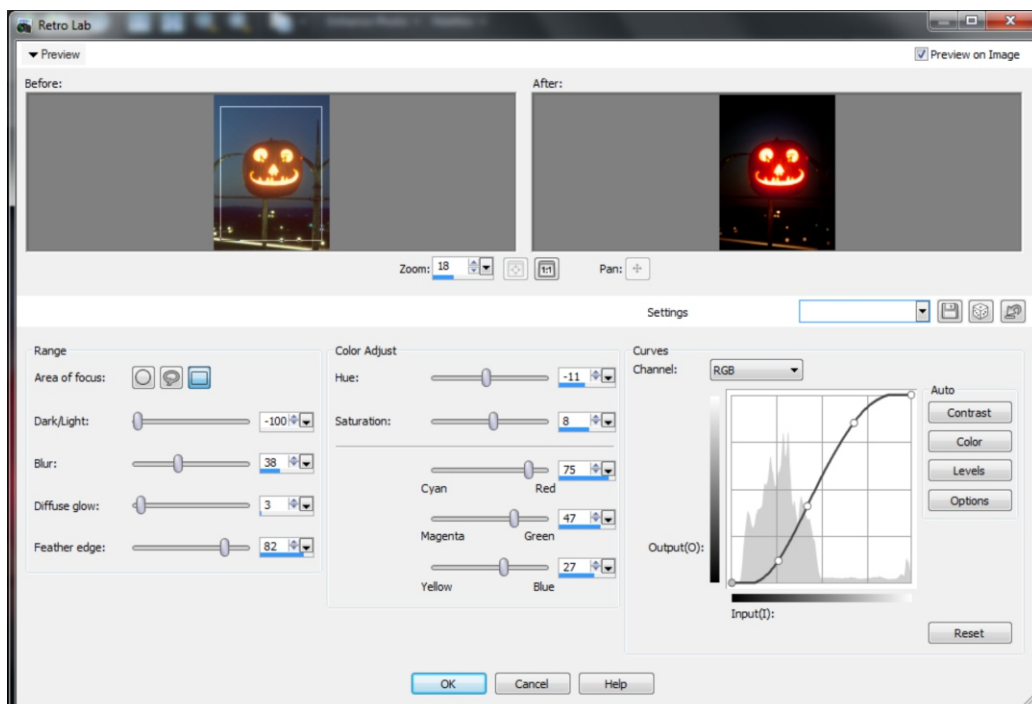 Retro Lab
Preview
Preview on Image
Before:
After:
Zoom: 18
1:1
Pan:
Settings
Range
Area of focus:
Dark/Light: -100
Blur: 38
Diffuse glow: 3
Feather edge: 82
Color Adjust
Hue: -11
Saturation: 8
75
Cyan Red
47
Magenta Green
27
Yellow Blue
Curves
Channel: RGB
Output(O):
Input(I):
Auto
Contrast
Color
Levels
Options
Reset
OK Cancel Help